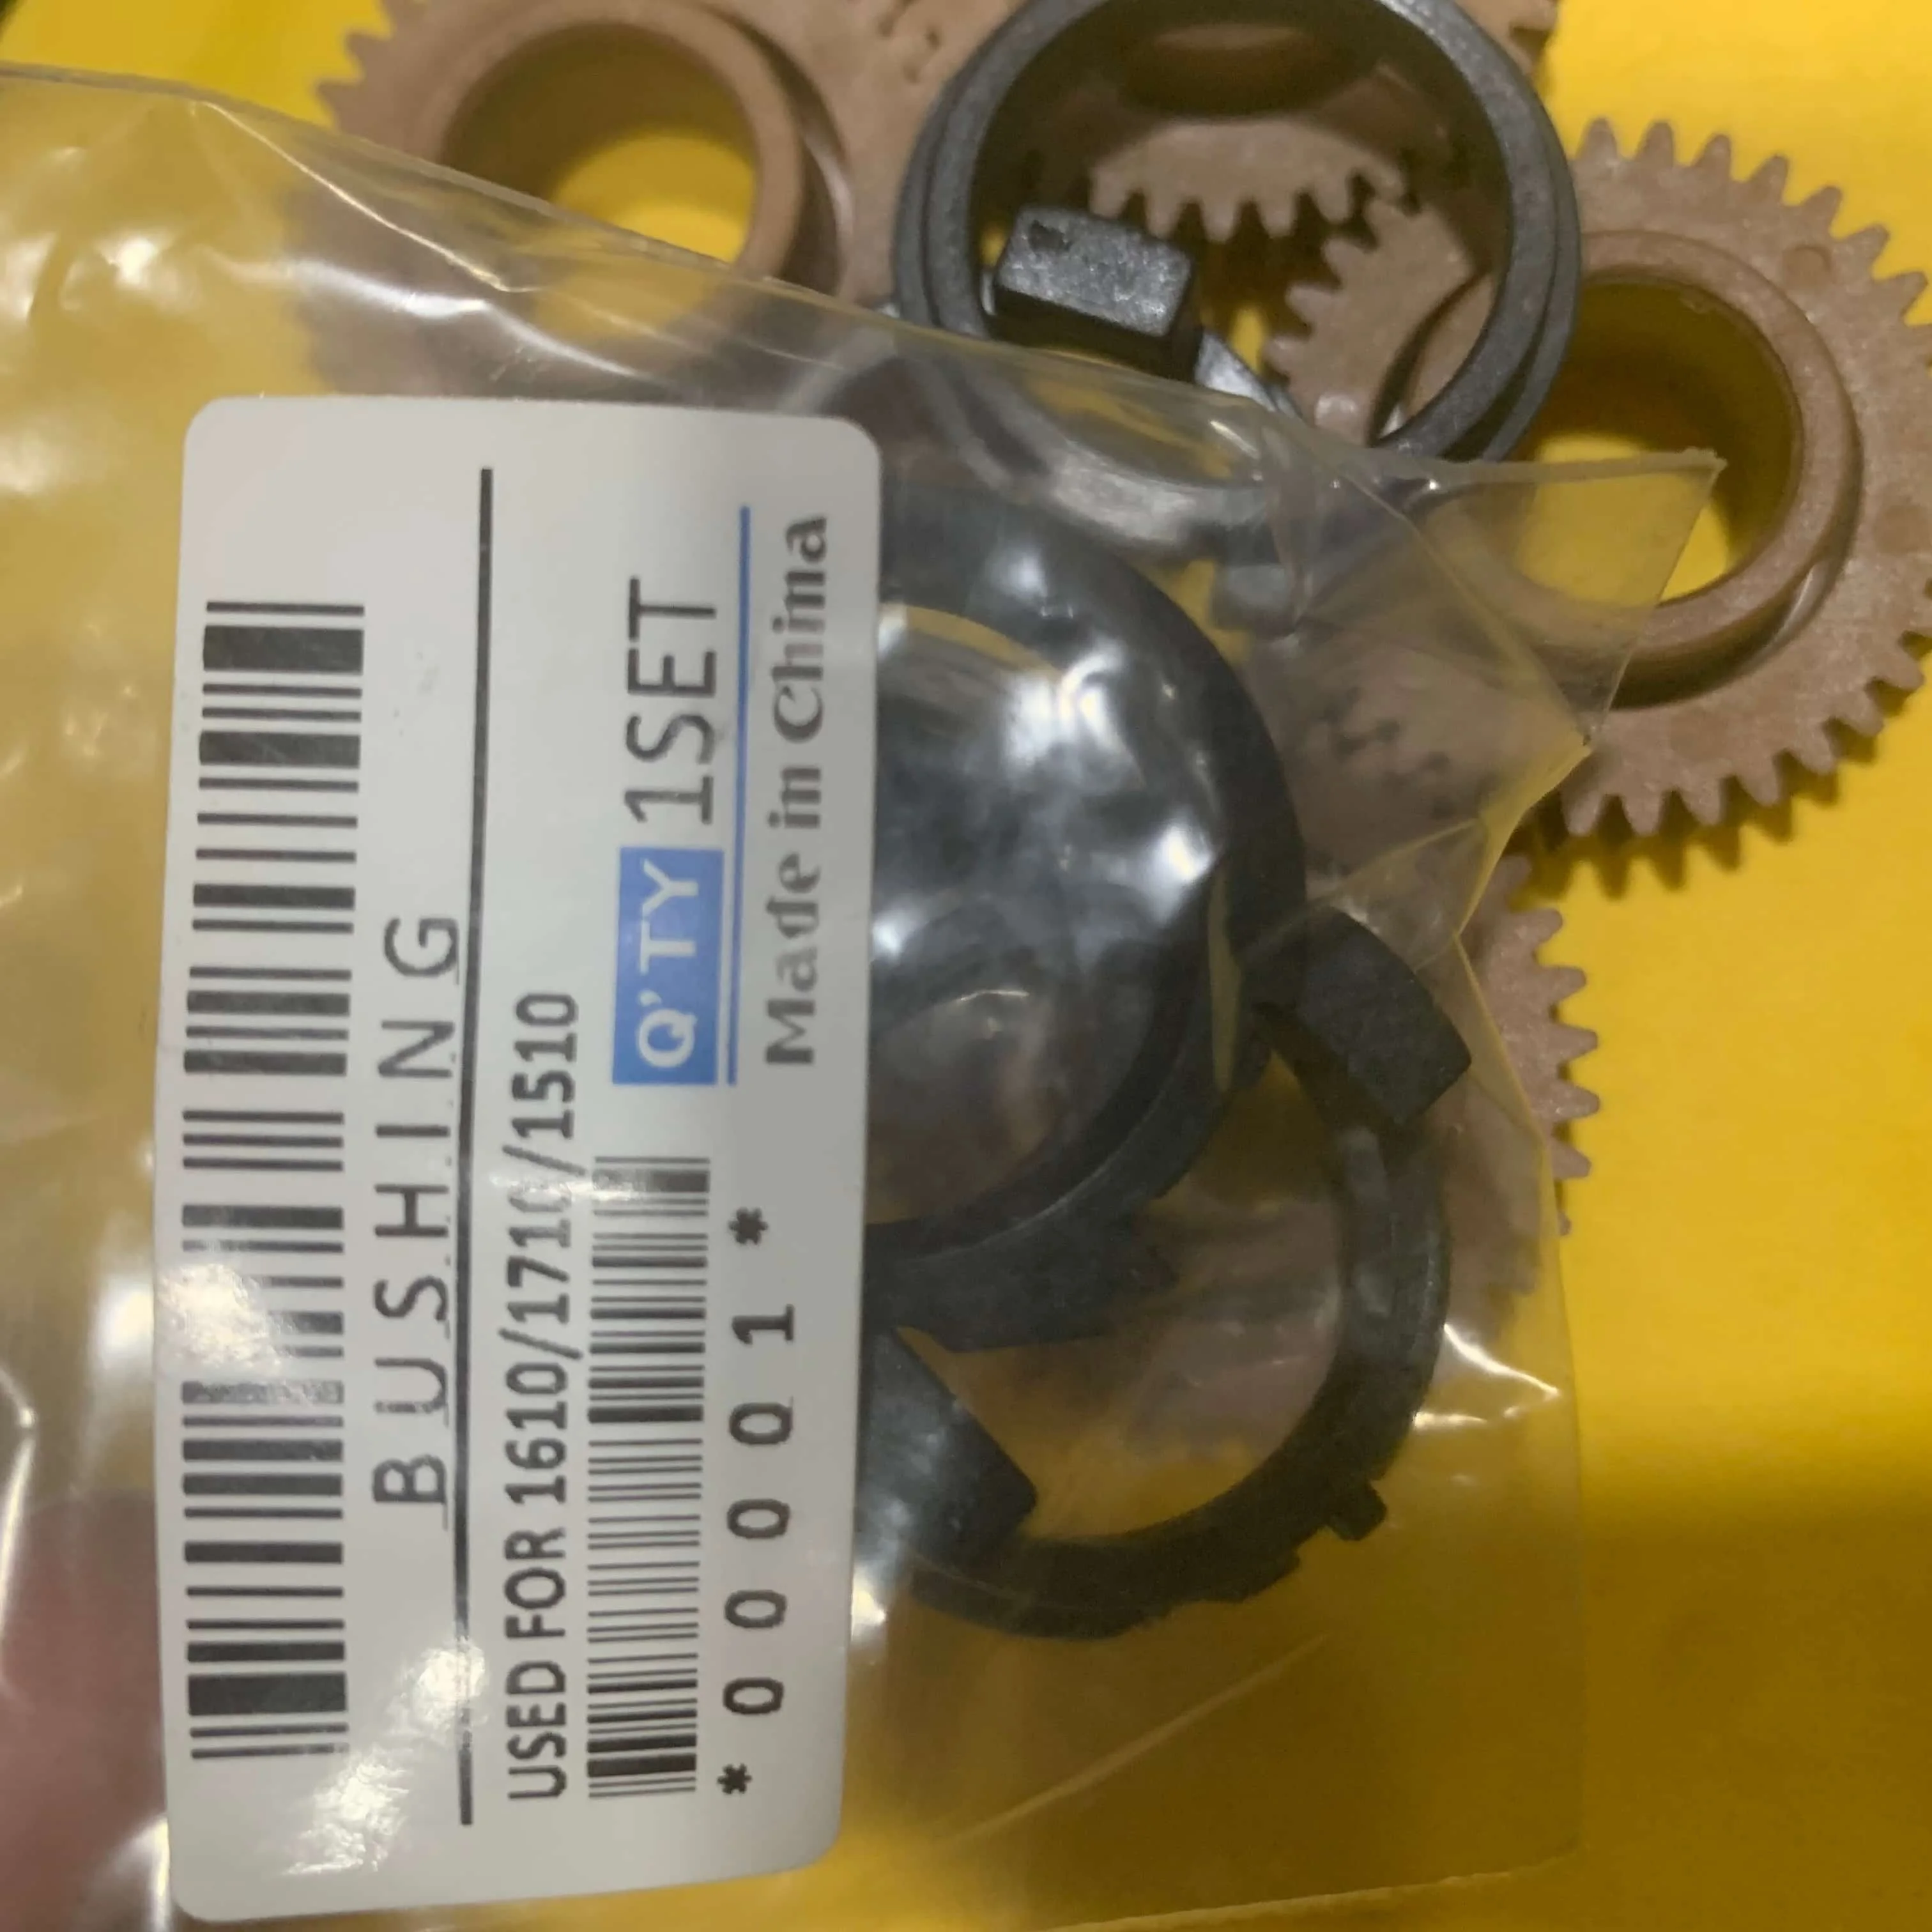 BUSHING
USED FOR 1610/1710/1510
Q'TY 1SET
*00001*
Made in China